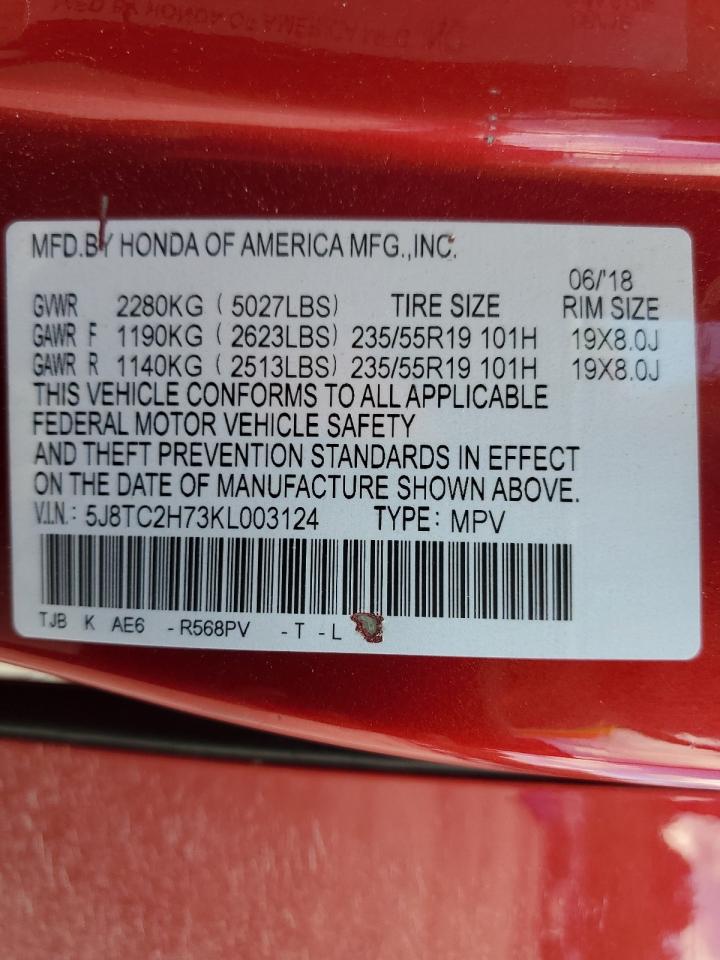 MFD.BY HONDA OF AMERICA MFG.,INC.
06/'18
GVWR 2280KG ( 5027LBS) TIRE SIZE RIM SIZE
GAWR F 1190KG ( 2623LBS) 235/55R19 101H 19X8.0J
GAWR R 1140KG ( 2513LBS) 235/55R19 101H 19X8.0J
THIS VEHICLE CONFORMS TO ALL APPLICABLE
FEDERAL MOTOR VEHICLE SAFETY
AND THEFT PREVENTION STANDARDS IN EFFECT
ON THE DATE OF MANUFACTURE SHOWN ABOVE.
V.I.N.: 5J8TC2H73KL003124 TYPE: MPV
TJB K AE6 -R568PV -T -L